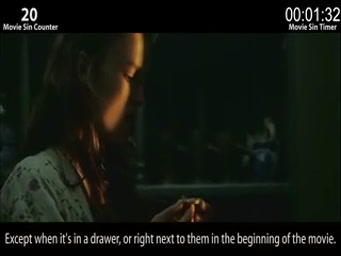 20
Movie Sin Counter
00:01:32
Movie Sin Timer
Except when it's in a drawer, or right next to them in the beginning of the movie.